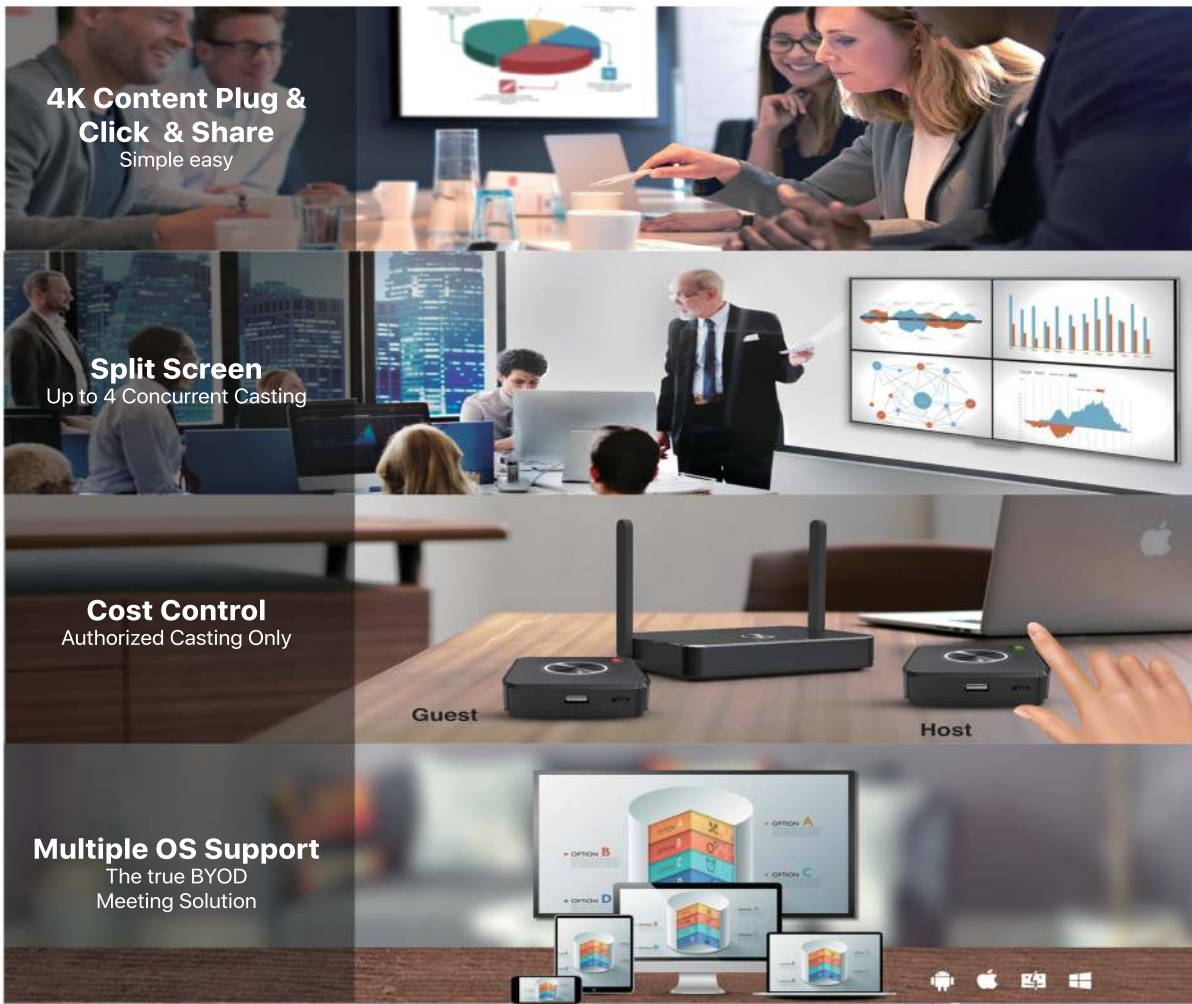 4K Content Plug &
Click & Share
Simple easy
Split Screen
Up to 4 Concurrent Casting
Cost Control
Authorized Casting Only
Guest
Host
Multiple OS Support
The true BYOD
Meeting Solution
OPTION A
OPTION B
OPTION C
OPTION D